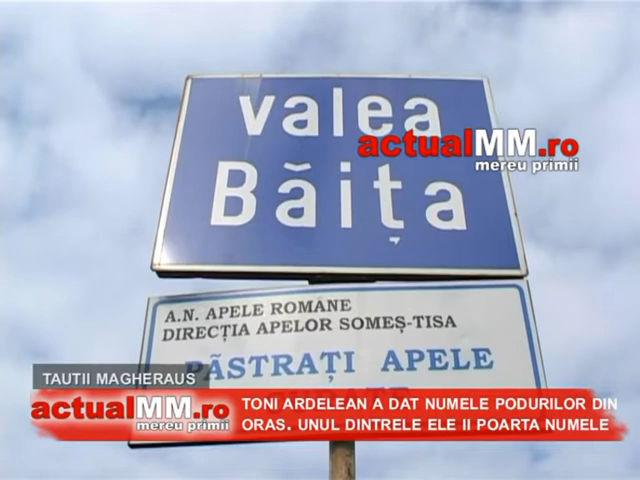 valea
actualMM.ro
mereu primii
Băița
A.N. APELE ROMÂNE
DIRECȚIA APELOR SOMEȘ-TISA
PĂSTRAȚI APELE
TAUTII MAGHERAUS
actualMM.ro
mereu primii
TONI ARDELEAN A DAT NUMELE PODURILOR DIN
ORAS. UNUL DINTRELE ELE II POARTA NUMELE